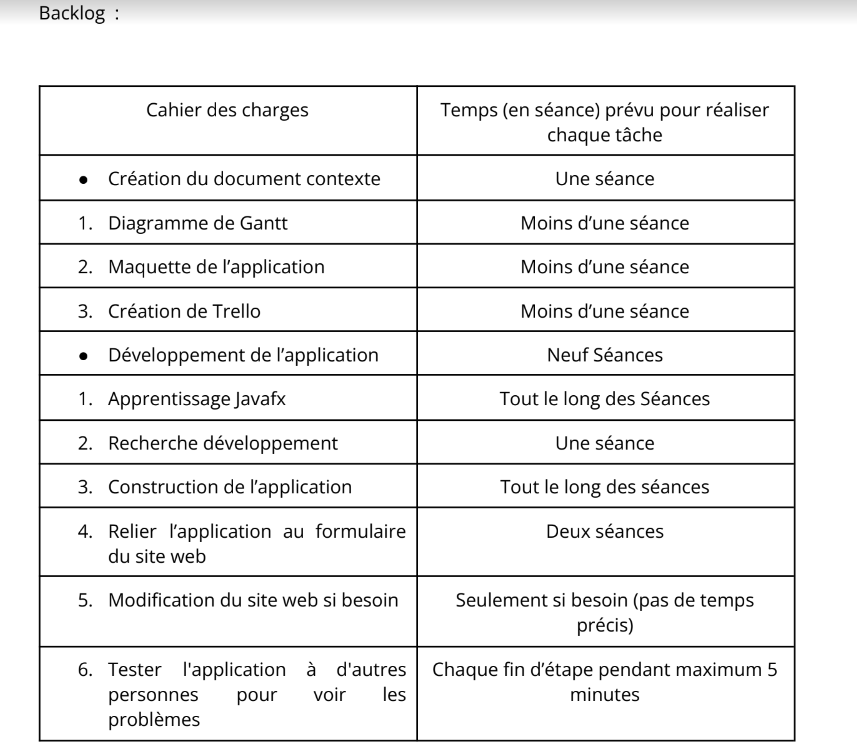 Backlog :
Cahier des charges
Temps (en séance) prévu pour réaliser
chaque tâche
● Création du document contexte
Une séance
1. Diagramme de Gantt
Moins d’une séance
2. Maquette de l’application
Moins d’une séance
3. Création de Trello
Moins d’une séance
● Développement de l’application
Neuf Séances
1. Apprentissage Javafx
Tout le long des Séances
2. Recherche développement
Une séance
3. Construction de l’application
Tout le long des séances
4. Relier l’application au formulaire
du site web
Deux séances
5. Modification du site web si besoin
Seulement si besoin (pas de temps
précis)
6. Tester l'application à d'autres
personnes pour voir les
problèmes
Chaque fin d’étape pendant maximum 5
minutes